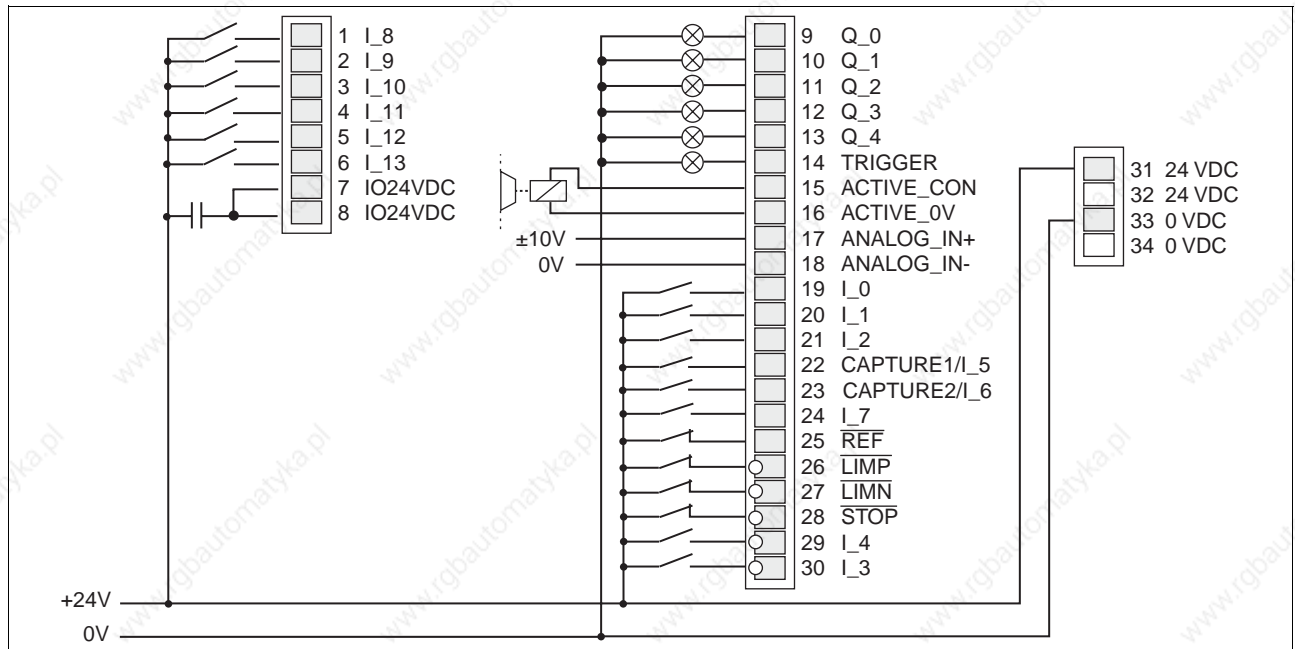 1 I_8
2 I_9
3 I_10
4 I_11
5 I_12
6 I_13
7 IO24VDC
8 IO24VDC
9 Q_0
10 Q_1
11 Q_2
12 Q_3
13 Q_4
14 TRIGGER
15 ACTIVE_CON
16 ACTIVE_0V
17 ANALOG_IN+
18 ANALOG_IN-
19 I_0
20 I_1
21 I_2
22 CAPTURE1/I_5
23 CAPTURE2/I_6
24 I_7
25 REF
26 LIMP
27 LIMN
28 STOP
29 I_4
30 I_3
±10V
0V
31 24 VDC
32 24 VDC
33 0 VDC
34 0 VDC
+24V
0V
www.rgbautomatyka.pl